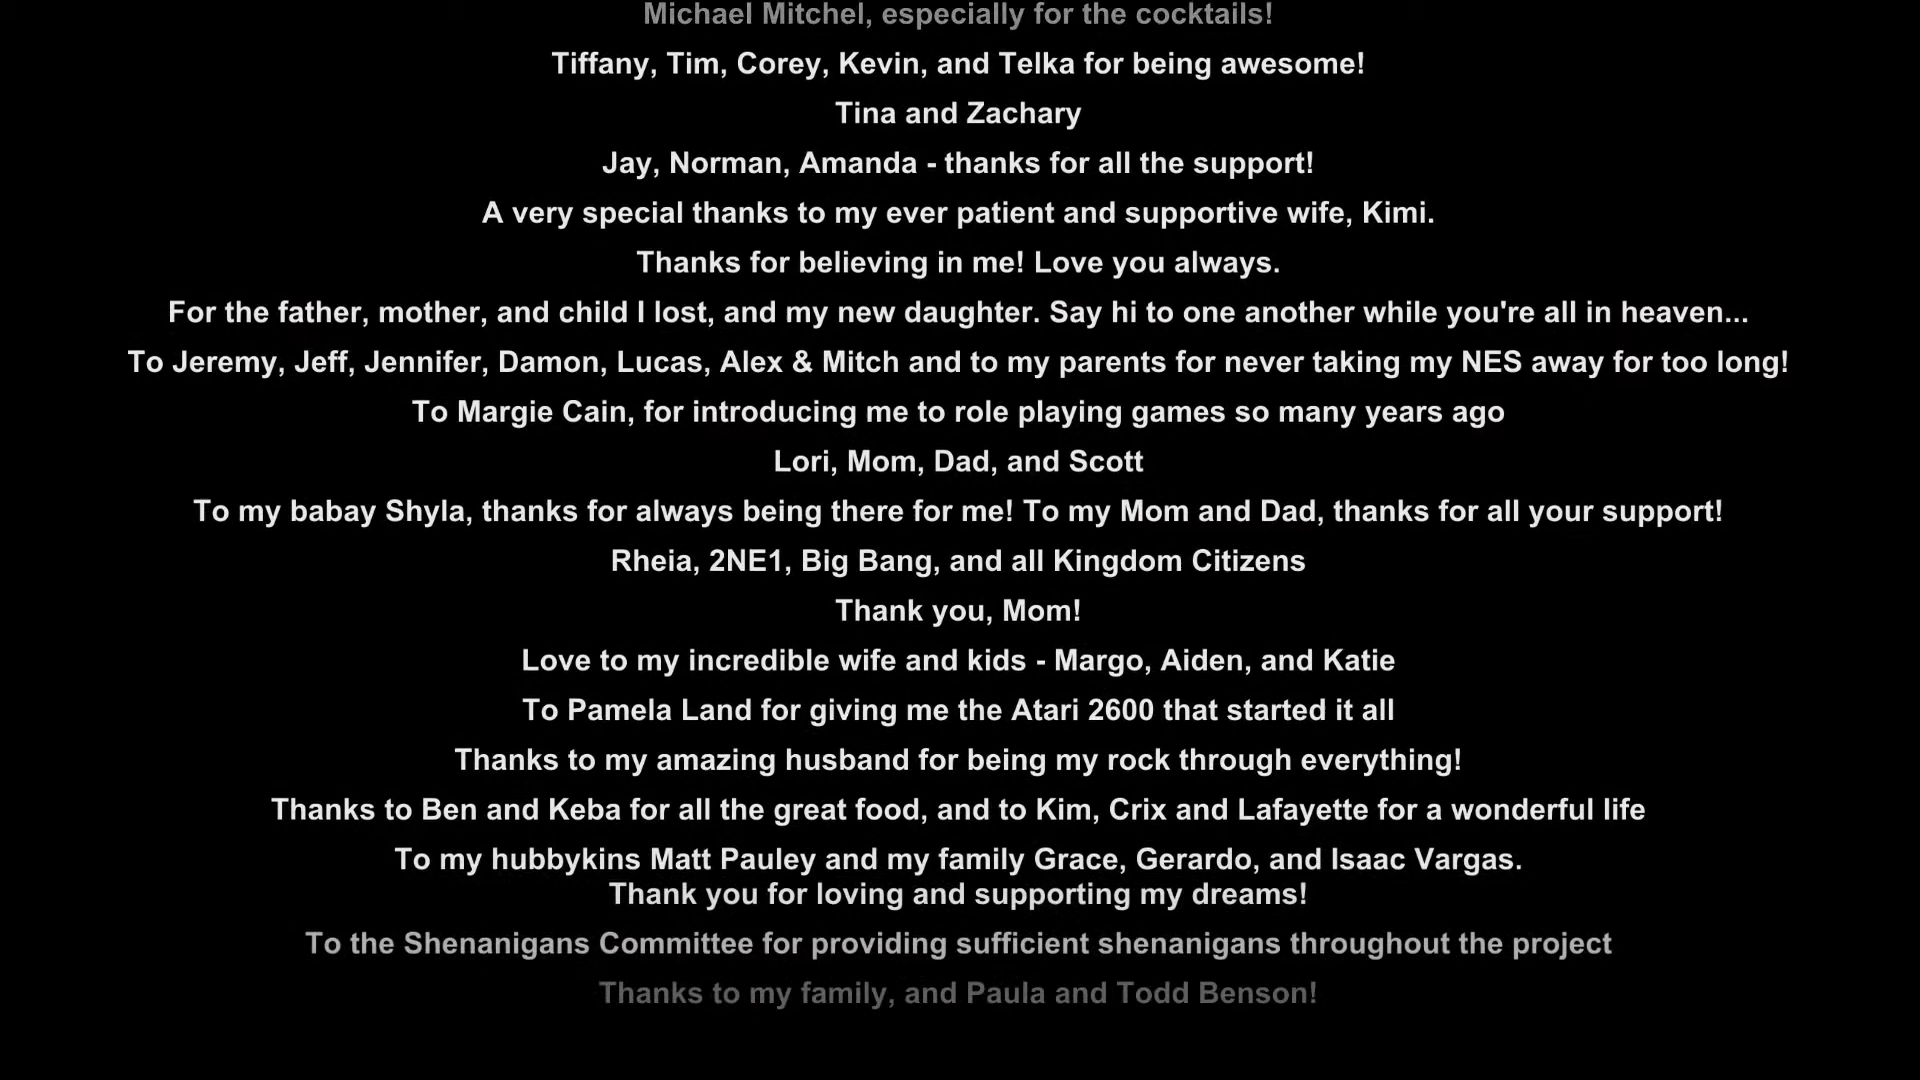 Michael Mitchel, especially for the cocktails!
Tiffany, Tim, Corey, Kevin, and Telka for being awesome!
Tina and Zachary
Jay, Norman, Amanda - thanks for all the support!
A very special thanks to my ever patient and supportive wife, Kimi.
Thanks for believing in me! Love you always.
For the father, mother, and child I lost, and my new daughter. Say hi to one another while you're all in heaven...
To Jeremy, Jeff, Jennifer, Damon, Lucas, Alex & Mitch and to my parents for never taking my NES away for too long!
To Margie Cain, for introducing me to role playing games so many years ago
Lori, Mom, Dad, and Scott
To my babay Shyla, thanks for always being there for me! To my Mom and Dad, thanks for all your support!
Rheia, 2NE1, Big Bang, and all Kingdom Citizens
Thank you, Mom!
Love to my incredible wife and kids - Margo, Aiden, and Katie
To Pamela Land for giving me the Atari 2600 that started it all
Thanks to my amazing husband for being my rock through everything!
Thanks to Ben and Keba for all the great food, and to Kim, Crix and Lafayette for a wonderful life
To my hubbykins Matt Pauley and my family Grace, Gerardo, and Isaac Vargas.
Thank you for loving and supporting my dreams!
To the Shenanigans Committee for providing sufficient shenanigans throughout the project
Thanks to my family, and Paula and Todd Benson!